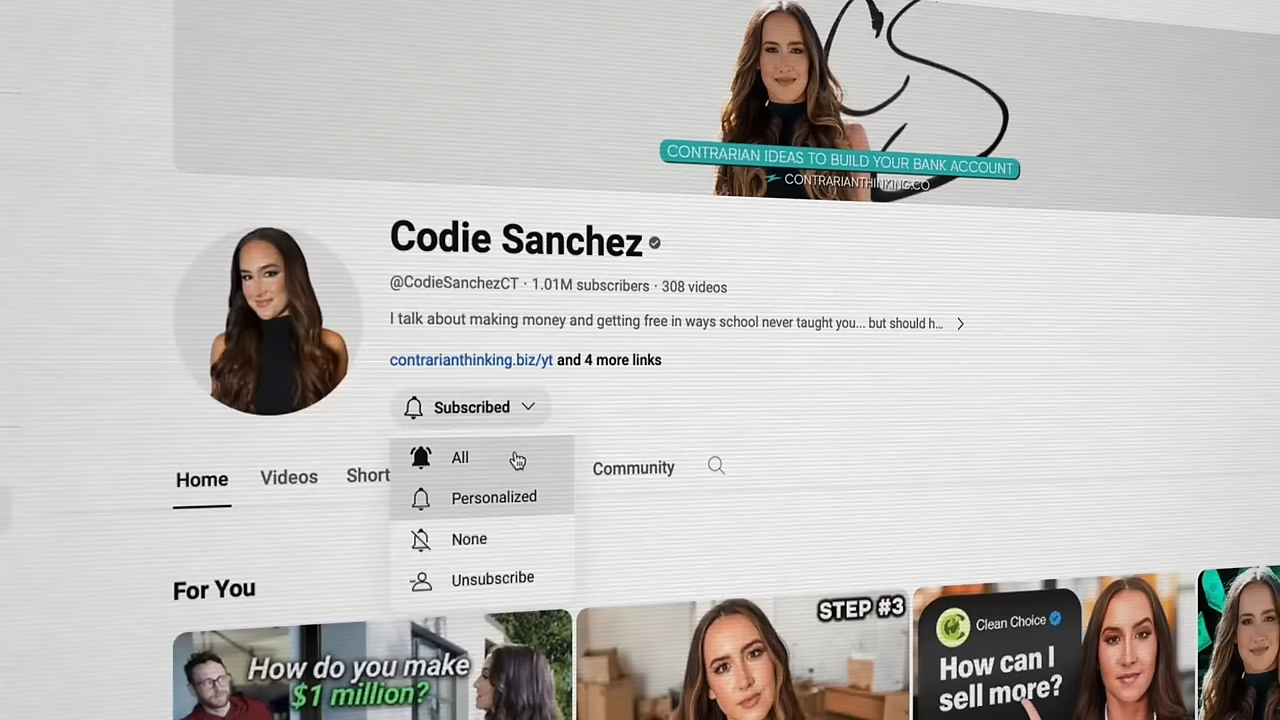 CONTRARIAN IDEAS TO BUILD YOUR BANK ACCOUNT
CONTRARIANTHINKING.CO
Codie Sanchez
@CodieSanchezCT · 1.01M subscribers · 308 videos
I talk about making money and getting free in ways school never taught you... but should h...
contrarianthinking.biz/yt and 4 more links
Subscribed
All
Personalized
None
Unsubscribe
Home Videos Short Community
For You
How do you make
$1 million?
STEP #3
Clean Choice
How can I
sell more?